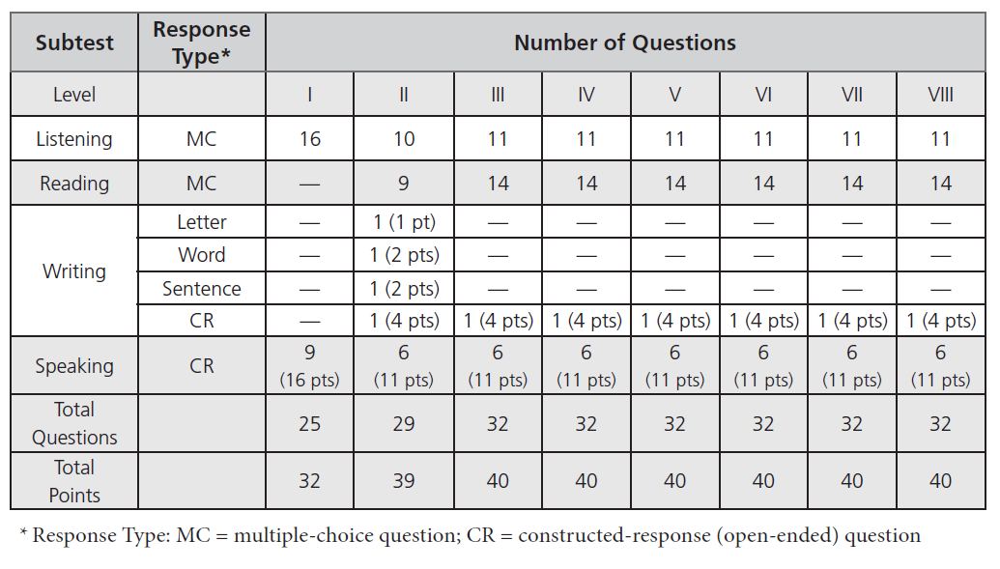 Subtest Response Type* Number of Questions
Level I II III IV V VI VII VIII
Listening MC 16 10 11 11 11 11 11 11
Reading MC — 9 14 14 14 14 14 14
Writing Letter — 1 (1 pt) — — — — — —
Word — 1 (2 pts) — — — — — —
Sentence — 1 (2 pts) — — — — — —
CR — 1 (4 pts) 1 (4 pts) 1 (4 pts) 1 (4 pts) 1 (4 pts) 1 (4 pts) 1 (4 pts)
Speaking CR 9 (16 pts) 6 (11 pts) 6 (11 pts) 6 (11 pts) 6 (11 pts) 6 (11 pts) 6 (11 pts) 6 (11 pts)
Total Questions 25 29 32 32 32 32 32 32
Total Points 32 39 40 40 40 40 40 40
* Response Type: MC = multiple-choice question; CR = constructed-response (open-ended) question